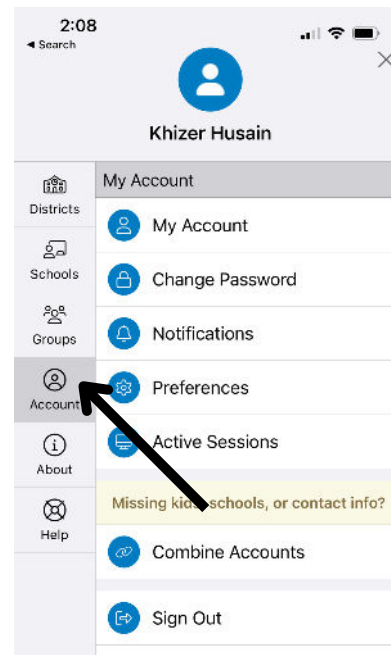 2:08
◄ Search
Khizer Husain
Districts
Schools
Groups
Account
About
Help
My Account
My Account
Change Password
Notifications
Preferences
Active Sessions
Missing kids, schools, or contact info?
Combine Accounts
Sign Out